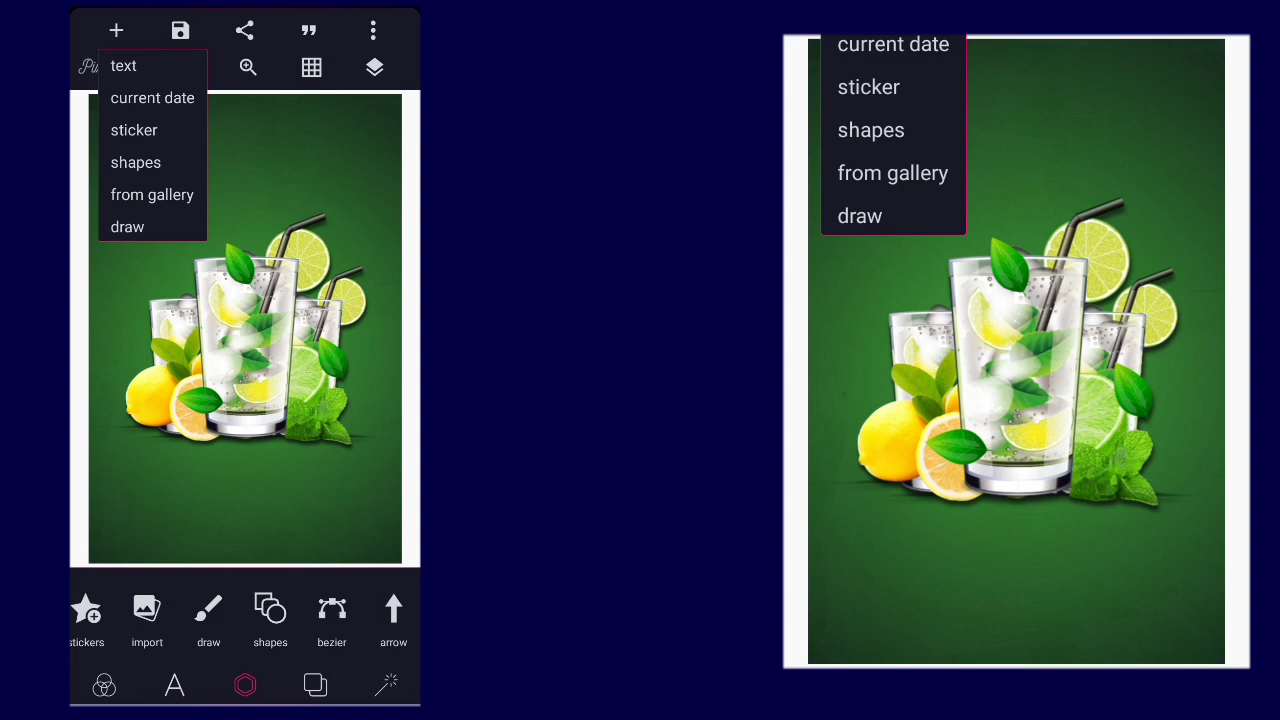 text
current date
sticker
shapes
from gallery
draw
stickers
import
draw
shapes
bezier
arrow
current date
sticker
shapes
from gallery
draw